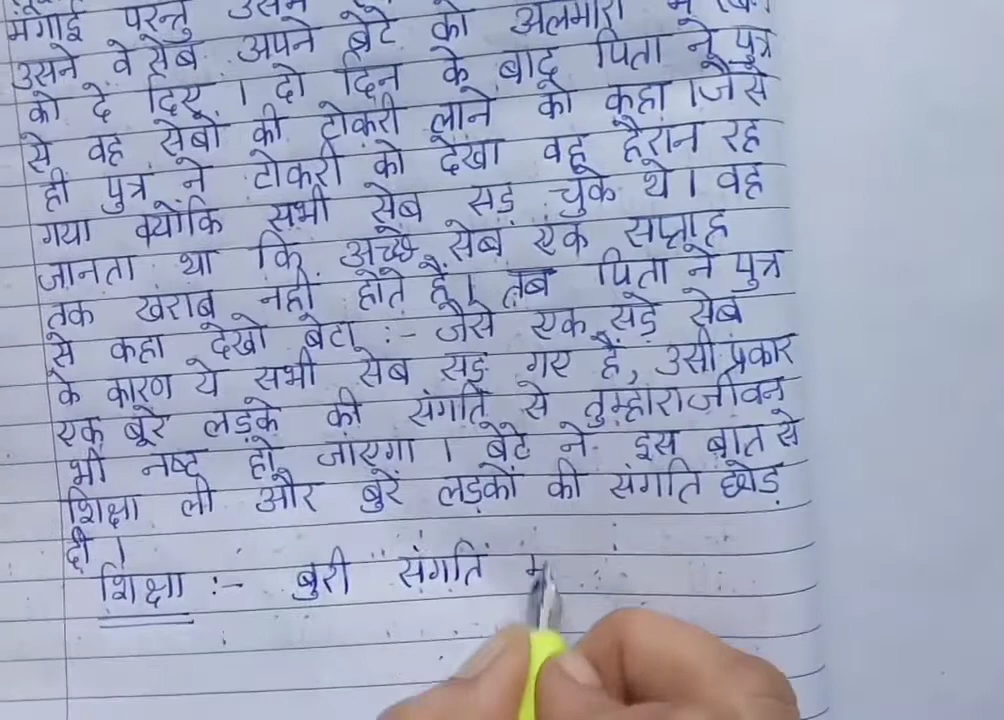 मंगाई परन्तु उसने
उसने वे सेब अपने बेटे को अलमारी में रखने
को दे दिए । दो दिन के बाद पिता ने पुत्र
से वह सेबों की टोकरी लाने को कहा । जैसे
ही पुत्र ने टोकरी को देखा वह हैरान रह
गया क्योंकि सभी सेब सड़ चुके थे । वह
जानता था कि अच्छे सेब एक सप्ताह
तक खराब नहीं होते हैं । तब पिता ने पुत्र
से कहा देखो बेटा :- जैसे एक सड़े सेब
के कारण ये सभी सेब सड़ गए हैं, उसी प्रकार
एक बूरे लड़के की संगति से तुम्हारा जीवन
भी नष्ट हो जाएगा । बेटे ने इस बात से
शिक्षा ली और बुरे लड़कों की संगति छोड़
दी ।
शिक्षा :- बुरी संगति